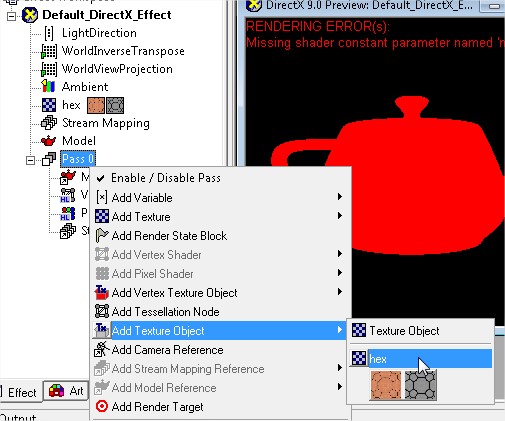 Default_DirectX_Effect
LightDirection
WorldInverseTranspose
WorldViewProjection
Ambient
hex
Stream Mapping
Model
Pass 0
Enable / Disable Pass
Add Variable
Add Texture
Add Render State Block
Add Vertex Shader
Add Pixel Shader
Add Vertex Texture Object
Add Tessellation Node
Add Texture Object
Add Camera Reference
Add Stream Mapping Reference
Add Model Reference
Add Render Target
Texture Object
hex
Effect
Art
Output
DirectX 9.0 Preview: Default_DirectX_E...
RENDERING ERROR(s):
Missing shader constant parameter named 'n